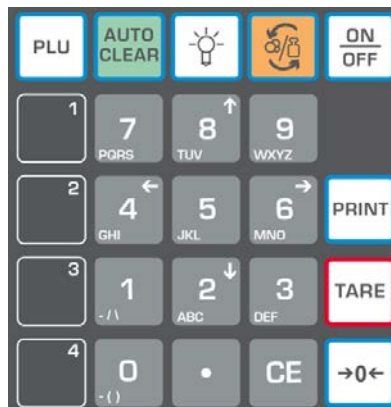 PLU
AUTO
CLEAR
ON
OFF
1
7
PQRS
8 ↑
TUV
9
WXYZ
2
4 ←
GHI
5
JKL
6 →
MNO
PRINT
3
1
-/\
2 ↓
ABC
3
DEF
TARE
4
0
-()
.
CE
→0←